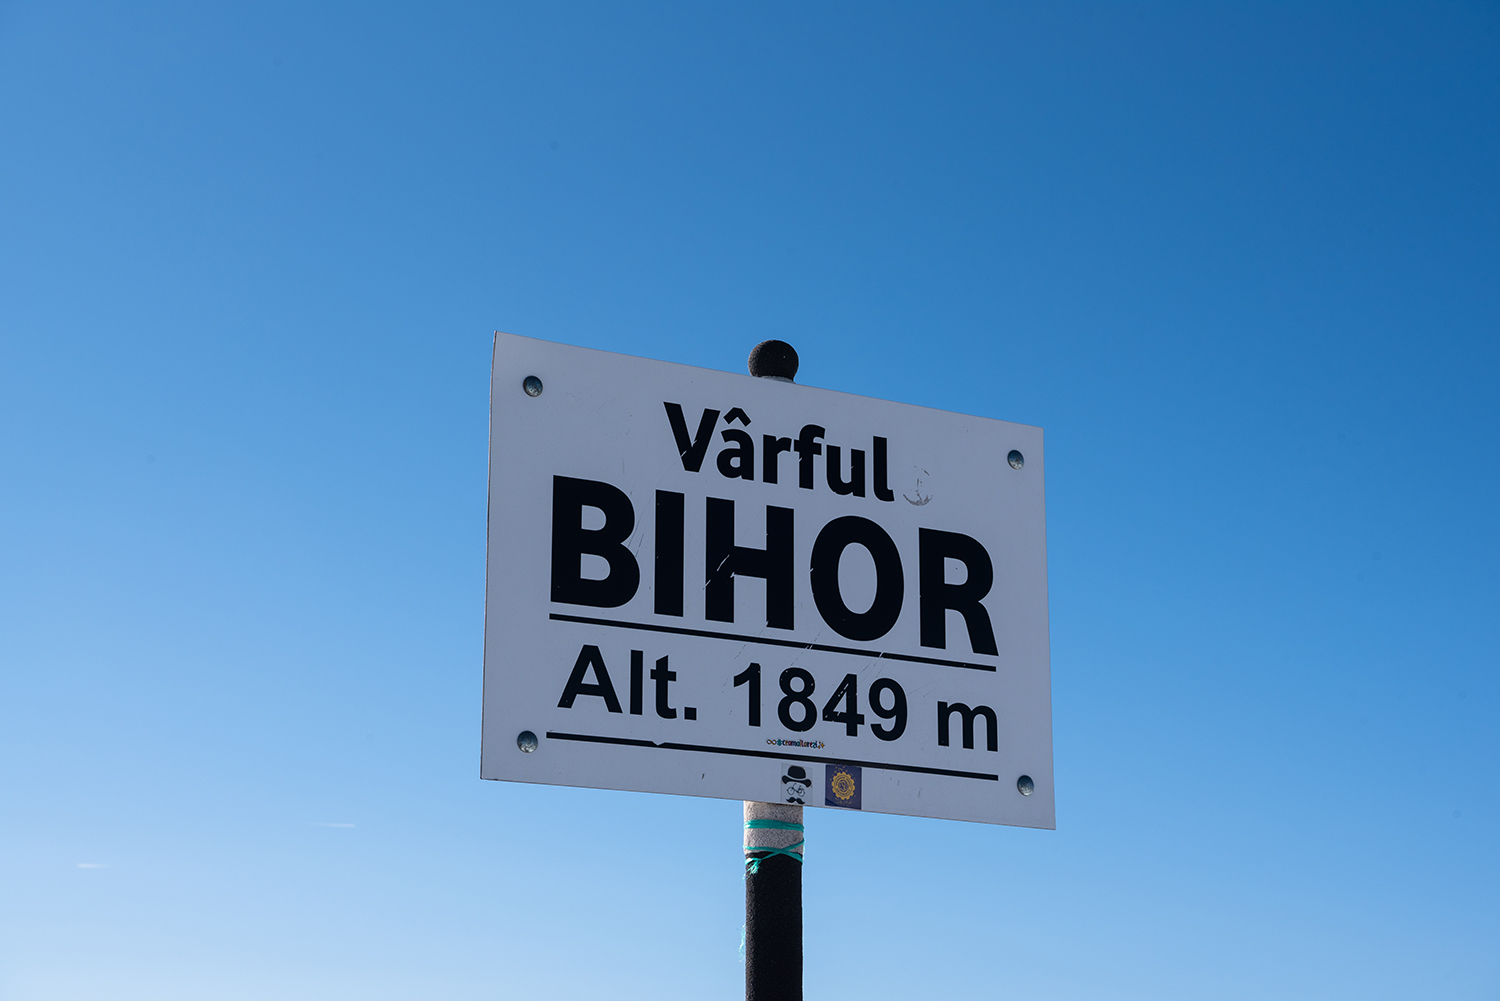 Vârful
BIHOR
Alt. 1849 m